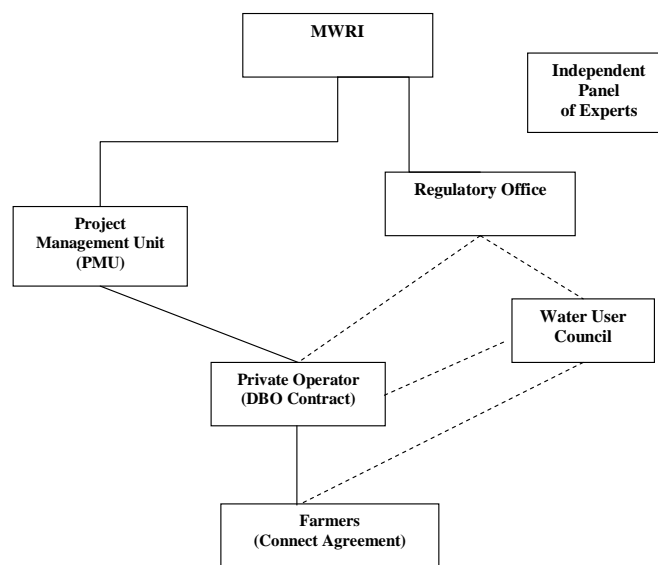 MWRI
Independent
Panel
of Experts
Regulatory Office
Project
Management Unit
(PMU)
Water User
Council
Private Operator
(DBO Contract)
Farmers
(Connect Agreement)